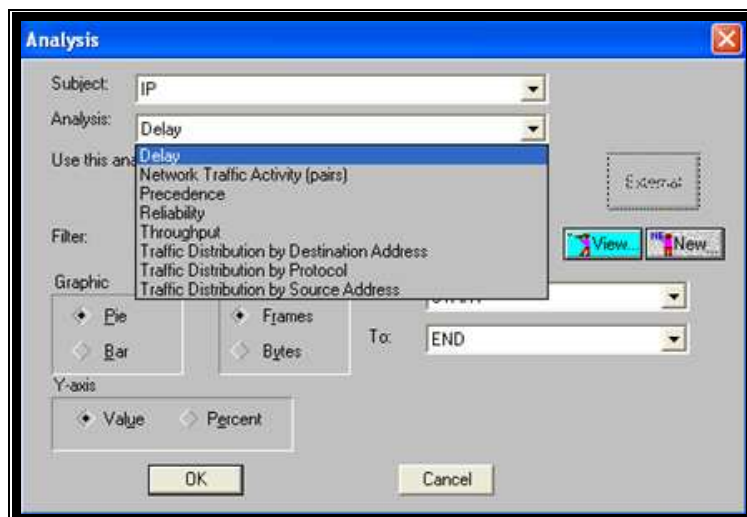 Analysis
Subject: IP
Analysis: Delay
Use this ana
Delay
Network Traffic Activity (pairs)
Precedence
Reliability
Throughput
Traffic Distribution by Destination Address
Traffic Distribution by Protocol
Traffic Distribution by Source Address
External
Filter:
View... New...
Graphic
Pie
Bar
Frames
Bytes
To: END
Y-axis
Value Percent
OK Cancel